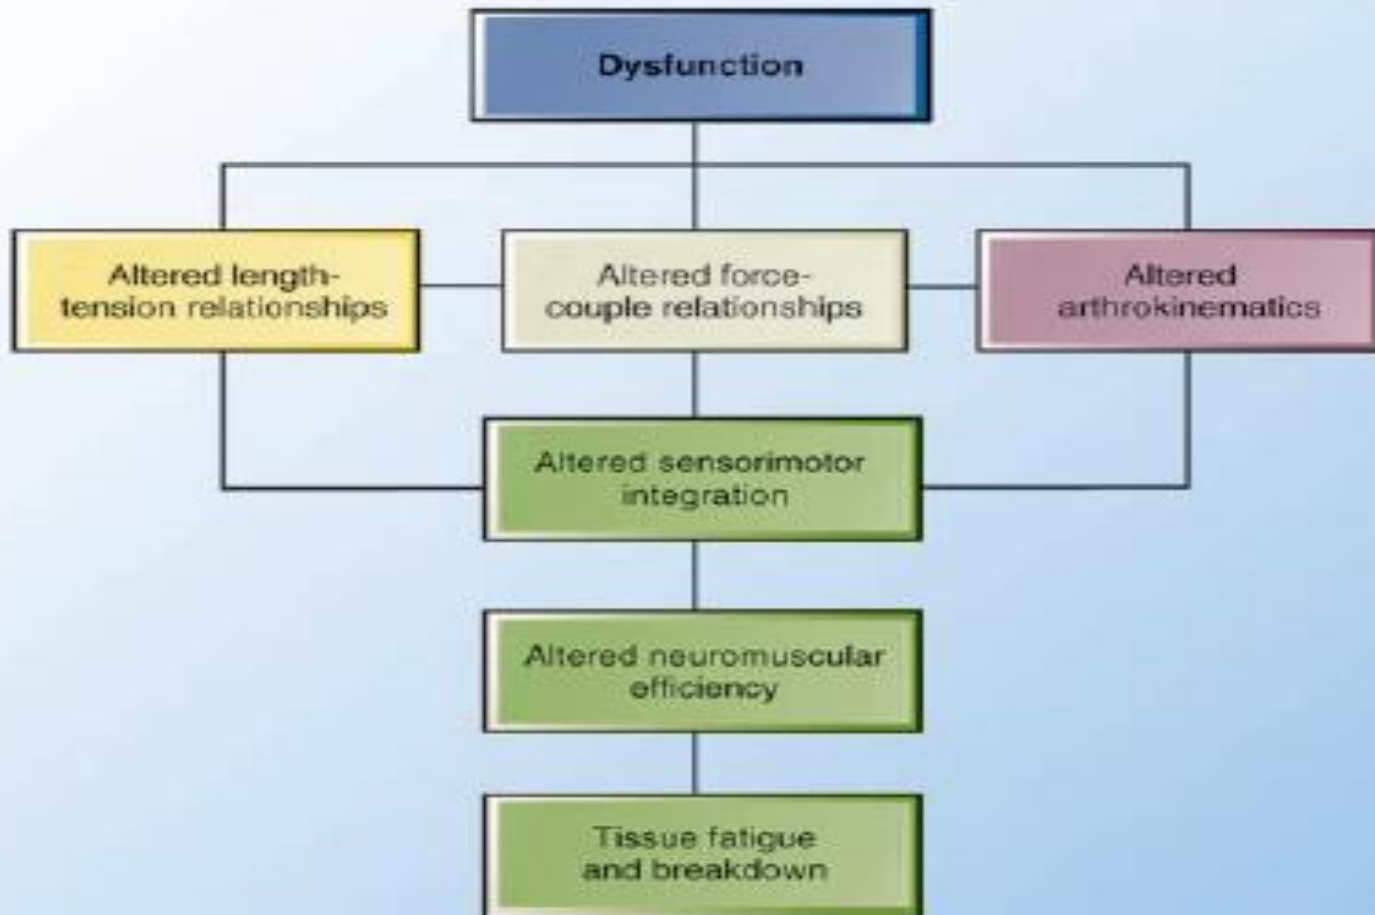 Dysfunction
Altered length-
tension relationships
Altered force-
couple relationships
Altered
arthrokinematics
Altered sensorimotor
integration
Altered neuromuscular
efficiency
Tissue fatigue
and breakdown